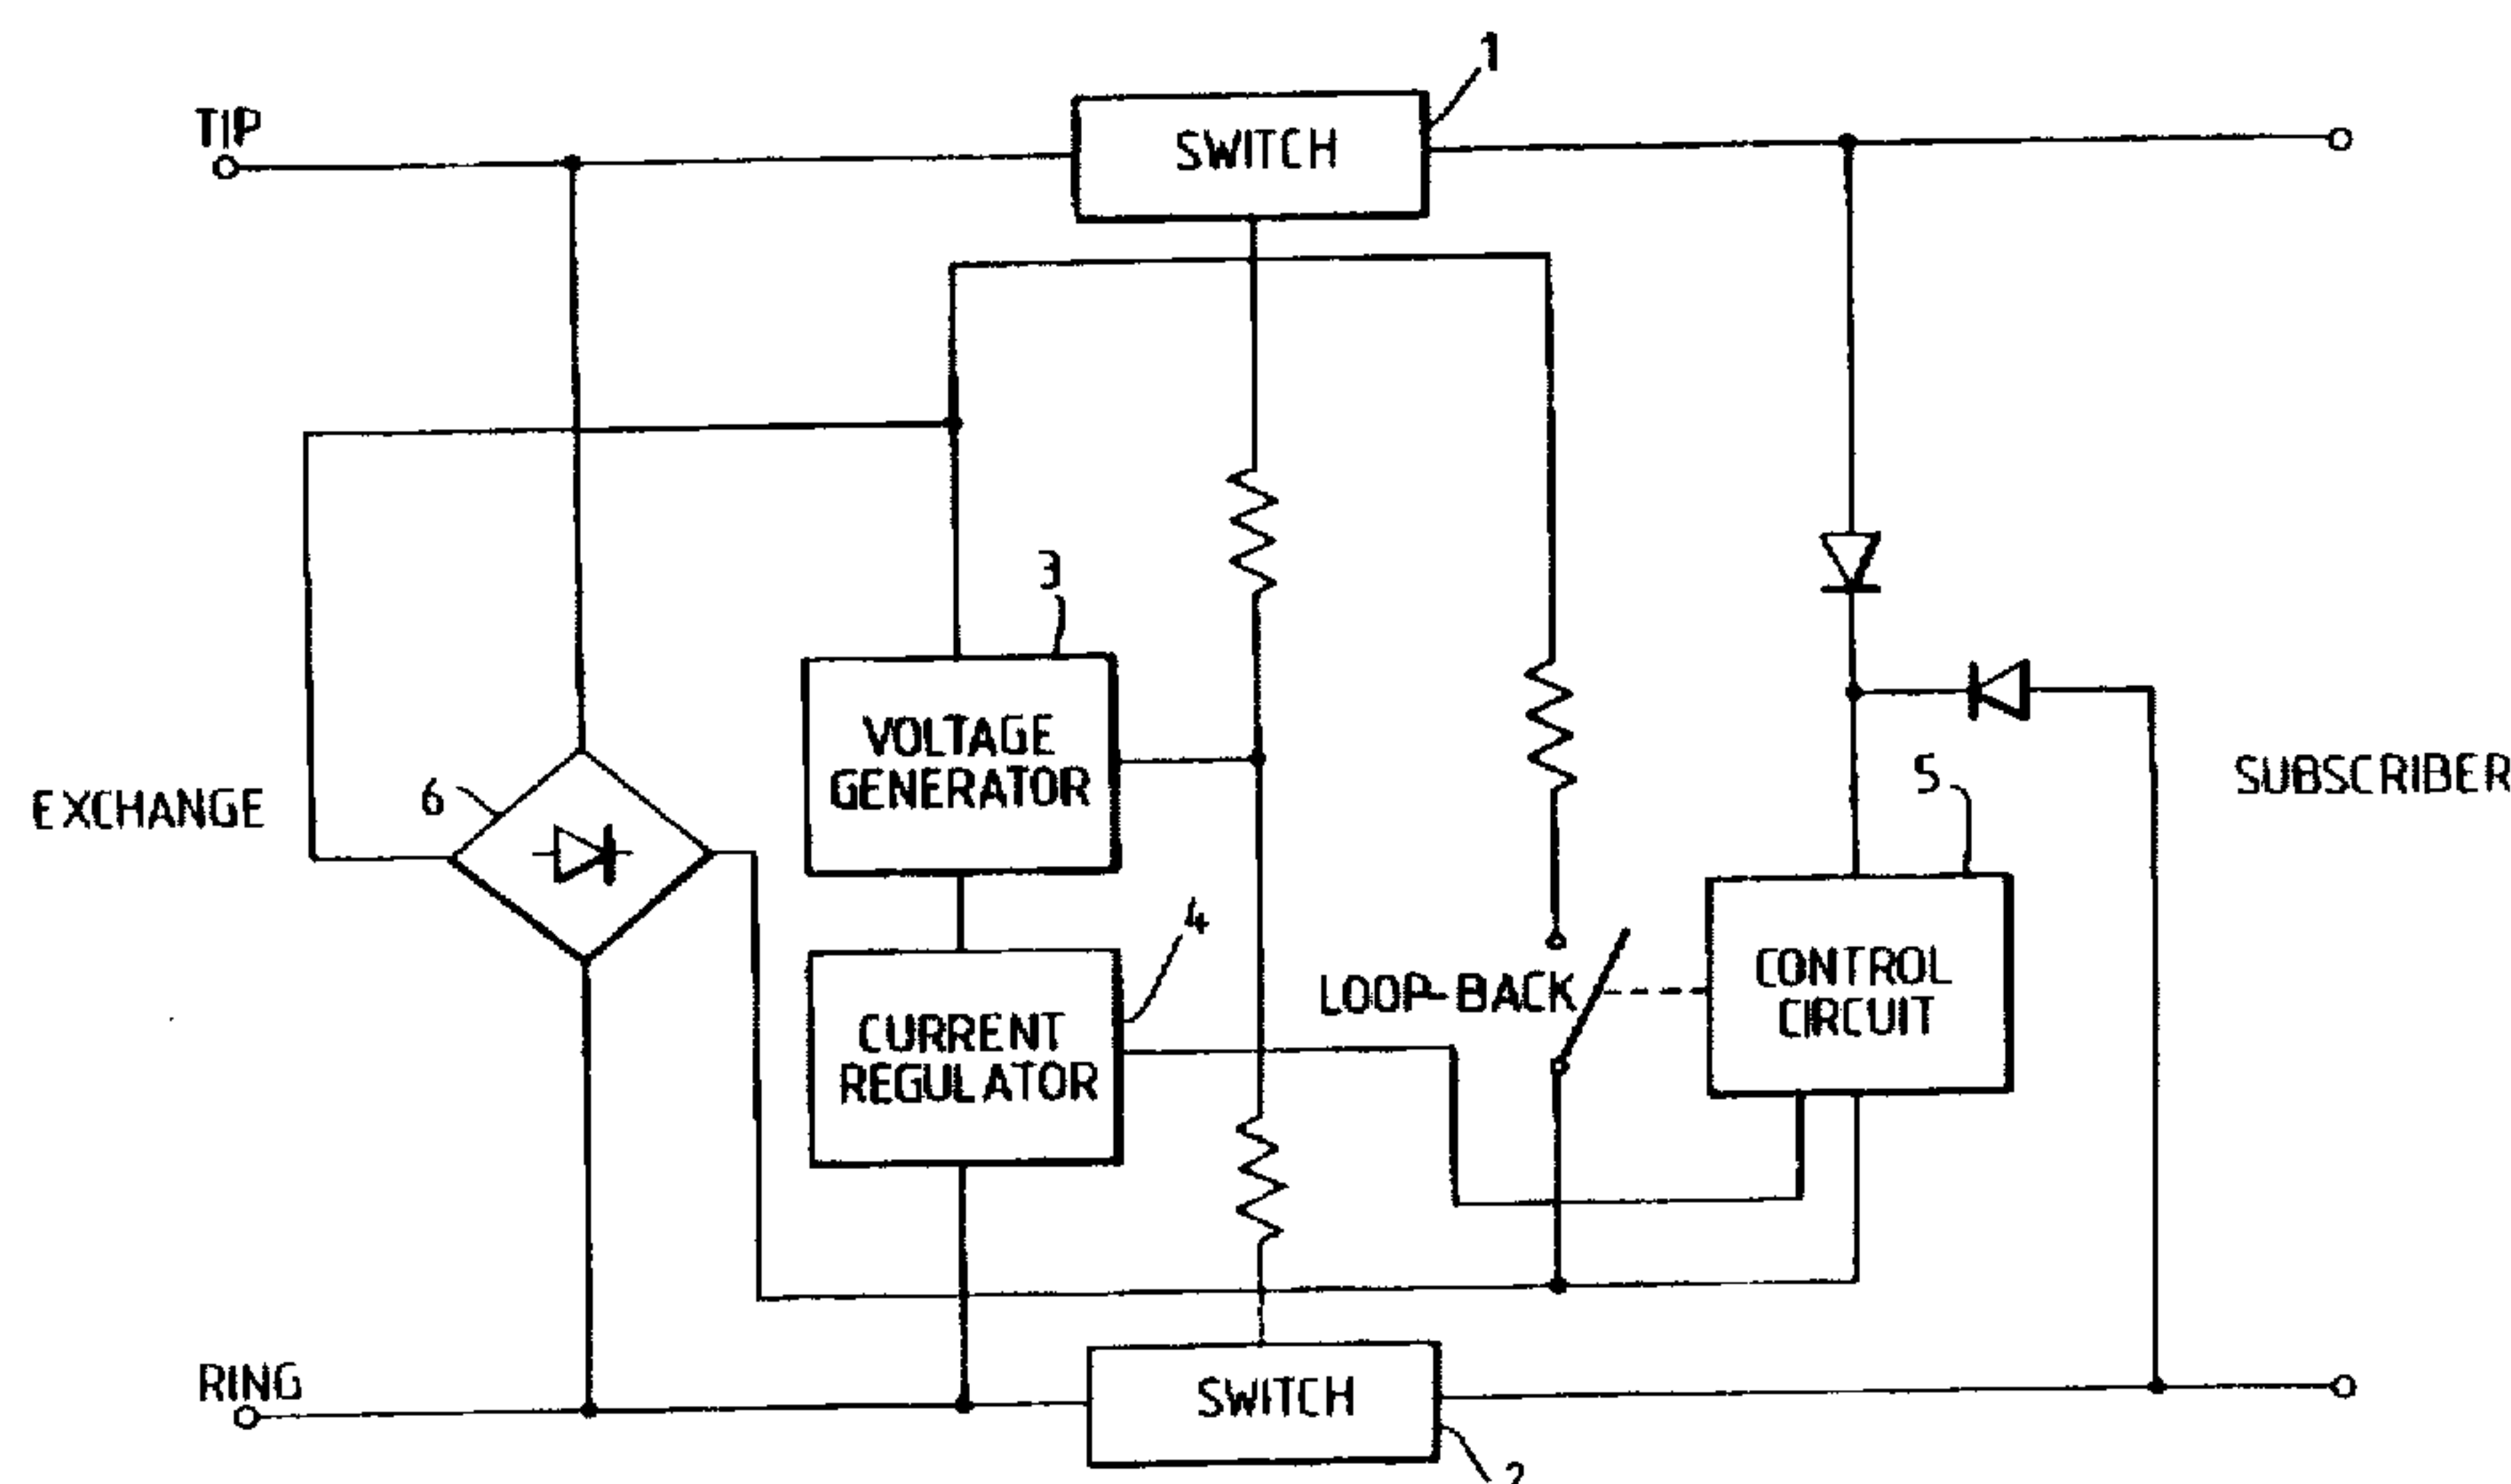 1
TIP
SWITCH
3
VOLTAGE
GENERATOR
6
EXCHANGE
5
SUBSCRIBER
4
LOOP-BACK
CONTROL
CIRCUIT
CURRENT
REGULATOR
RING
SWITCH
2